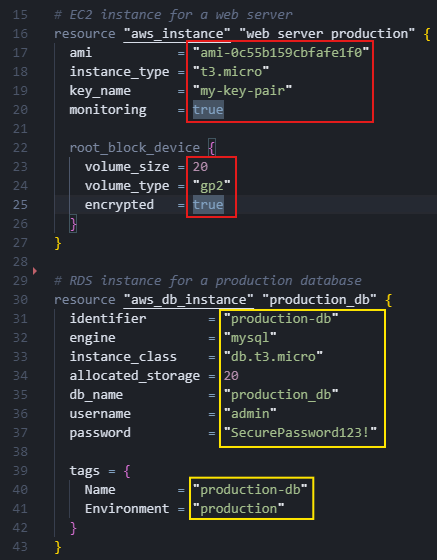 15 # EC2 instance for a web server
16 resource "aws_instance" "web server production" {
17 ami = "ami-0c55b159cbfafe1f0"
18 instance_type = "t3.micro"
19 key_name = "my-key-pair"
20 monitoring = true
21
22 root_block_device {
23 volume_size = 20
24 volume_type = "gp2"
25 encrypted = true
26 }
27 }
28
29 # RDS instance for a production database
30 resource "aws_db_instance" "production_db" {
31 identifier = "production-db"
32 engine = "mysql"
33 instance_class = "db.t3.micro"
34 allocated_storage = 20
35 db_name = "production_db"
36 username = "admin"
37 password = "SecurePassword123!"
38
39 tags = {
40 Name = "production-db"
41 Environment = "production"
42 }
43 }